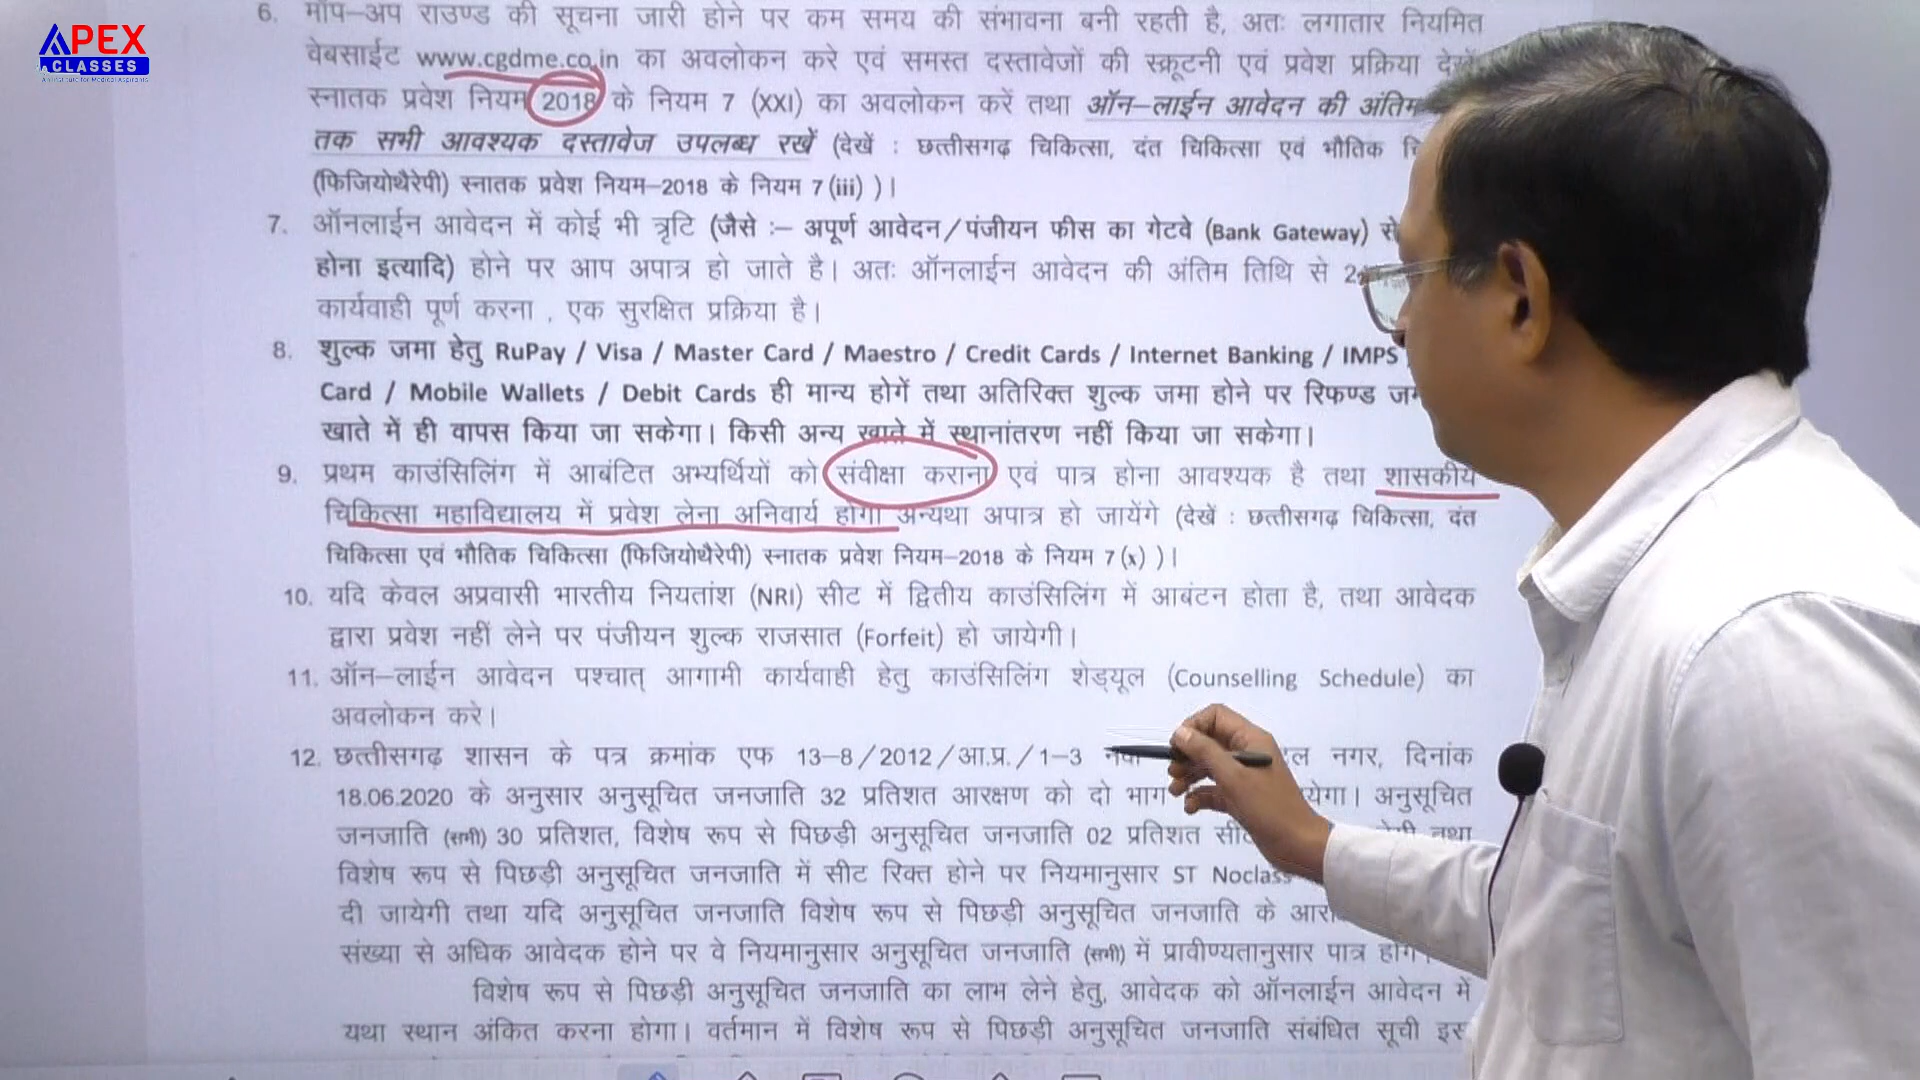 APEX
CLASSES
An Institute for Medical Aspirants
6. मॉप–अप राउण्ड की सूचना जारी होने पर कम समय की संभावना बनी रहती है, अतः लगातार नियमित
वेबसाईट www.cgdme.co.in का अवलोकन करे एवं समस्त दस्तावेजों की स्क्रूटनी एवं प्रवेश प्रक्रिया
स्नातक प्रवेश नियम 2018 के नियम 7 (XXI) का अवलोकन करें तथा ऑन–लाईन आवेदन की अंतिम
तक सभी आवश्यक दस्तावेज उपलब्ध रखें (देखें : छत्तीसगढ़ चिकित्सा, दंत चिकित्सा एवं भौतिक
(फिजियोथैरेपी) स्नातक प्रवेश नियम–2018 के नियम 7 (iii) ) ।
7. ऑनलाईन आवेदन में कोई भी त्रृटि (जैसे :– अपूर्ण आवेदन/पंजीयन फीस का गेटवे (Bank Gateway) से
होना इत्यादि) होने पर आप अपात्र हो जाते है। अतः ऑनलाईन आवेदन की अंतिम तिथि से
कार्यवाही पूर्ण करना , एक सुरक्षित प्रक्रिया है।
8. शुल्क जमा हेतु RuPay / Visa / Master Card / Maestro / Credit Cards / Internet Banking / IMPS
Card / Mobile Wallets / Debit Cards ही मान्य होगें तथा अतिरिक्त शुल्क जमा होने पर रिफण्ड
खाते में ही वापस किया जा सकेगा। किसी अन्य खाते में स्थानांतरण नहीं किया जा सकेगा।
9. प्रथम काउंसिलिंग में आबंटित अभ्यर्थियों को संवीक्षा कराना एवं पात्र होना आवश्यक है तथा शासकीय
चिकित्सा महाविद्यालय में प्रवेश लेना अनिवार्य होगा अन्यथा अपात्र हो जायेंगे (देखें : छत्तीसगढ़ चिकित्सा, दंत
चिकित्सा एवं भौतिक चिकित्सा (फिजियोथैरेपी) स्नातक प्रवेश नियम–2018 के नियम 7 (x) ) ।
10. यदि केवल अप्रवासी भारतीय नियतांश (NRI) सीट में द्वितीय काउंसिलिंग में आबंटन होता है, तथा आवेदक
द्वारा प्रवेश नहीं लेने पर पंजीयन शुल्क राजसात (Forfeit) हो जायेगी।
11. ऑन–लाईन आवेदन पश्चात् आगामी कार्यवाही हेतु काउंसिलिंग शेड्यूल (Counselling Schedule) का
अवलोकन करे।
12. छत्तीसगढ़ शासन के पत्र क्रमांक एफ 13–8/2012/आ.प्र./1–3 नगर, दिनांक
18.06.2020 के अनुसार अनुसूचित जनजाति 32 प्रतिशत आरक्षण को दो भाग अनुसूचित
जनजाति (सभी) 30 प्रतिशत, विशेष रूप से पिछड़ी अनुसूचित जनजाति 02 प्रतिशत तथा
विशेष रूप से पिछड़ी अनुसूचित जनजाति में सीट रिक्त होने पर नियमानुसार ST Noclass
दी जायेगी तथा यदि अनुसूचित जनजाति विशेष रूप से पिछड़ी अनुसूचित जनजाति के
संख्या से अधिक आवेदक होने पर वे नियमानुसार अनुसूचित जनजाति (सभी) में प्रावीण्यतानुसार पात्र
विशेष रूप से पिछड़ी अनुसूचित जनजाति का लाभ लेने हेतु, आवेदक को ऑनलाईन आवेदन में
यथा स्थान अंकित करना होगा। वर्तमान में विशेष रूप से पिछड़ी अनुसूचित जनजाति संबंधित सूची